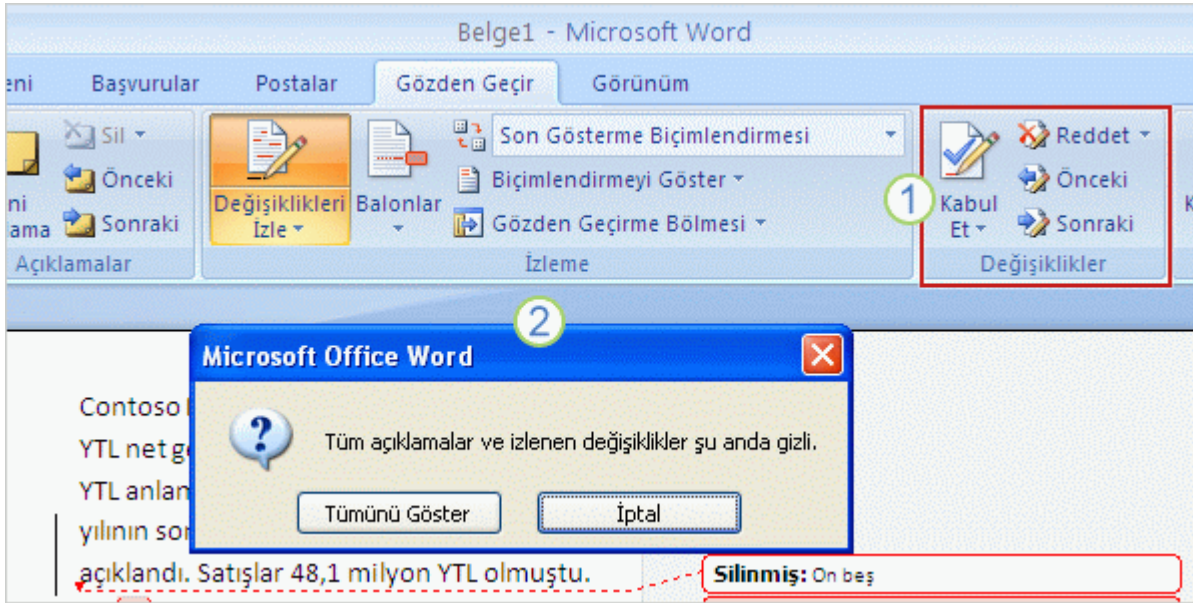 Belge1 - Microsoft Word
Başvurular Postalar Gözden Geçir Görünüm
Sil
Önceki
Sonraki
Açıklamalar
Değişiklikleri İzle
Balonlar
Son Gösterme Biçimlendirmesi
Biçimlendirmeyi Göster
Gözden Geçirme Bölmesi
İzleme
1
Kabul Et
Reddet
Önceki
Sonraki
Değişiklikler
2
Microsoft Office Word
Tüm açıklamalar ve izlenen değişiklikler şu anda gizli.
Tümünü Göster İptal
Contoso
YTL net
YTL
yılının
açıklandı. Satışlar 48,1 milyon YTL olmuştu.
Silinmiş: On beş